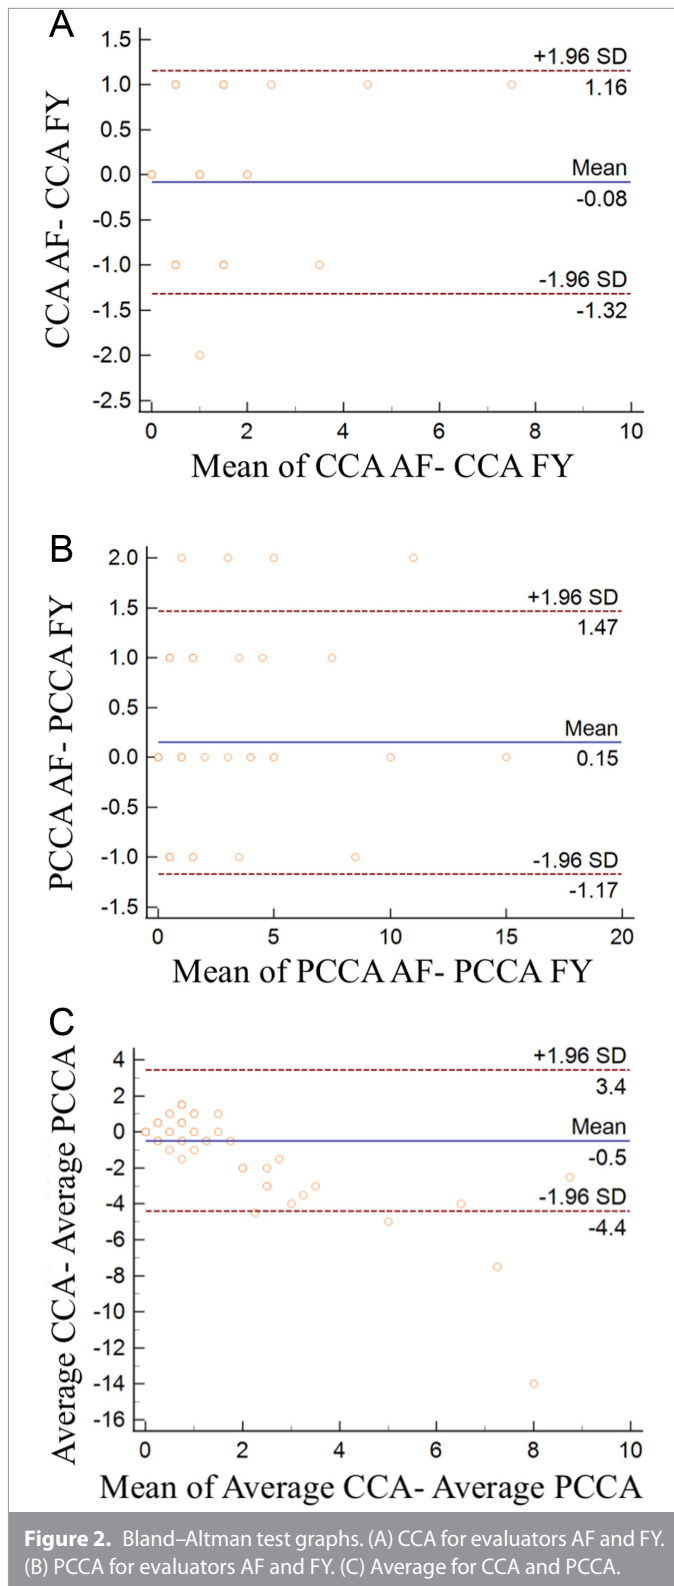 A
CCA AF- CCA FY
1.5
1.0
0.5
0.0
-0.5
-1.0
-1.5
-2.0
-2.5
+1.96 SD
1.16
Mean
-0.08
-1.96 SD
-1.32
0 2 4 6 8 10
Mean of CCA AF- CCA FY
B
PCCA AF- PCCA FY
2.0
1.5
1.0
0.5
0.0
-0.5
-1.0
-1.5
+1.96 SD
1.47
Mean
0.15
-1.96 SD
-1.17
0 5 10 15 20
Mean of PCCA AF- PCCA FY
C
Average CCA- Average PCCA
4
2
0
-2
-4
-6
-8
-10
-12
-14
-16
+1.96 SD
3.4
Mean
-0.5
-1.96 SD
-4.4
0 2 4 6 8 10
Mean of Average CCA- Average PCCA
Figure 2. Bland–Altman test graphs. (A) CCA for evaluators AF and FY.
(B) PCCA for evaluators AF and FY. (C) Average for CCA and PCCA.